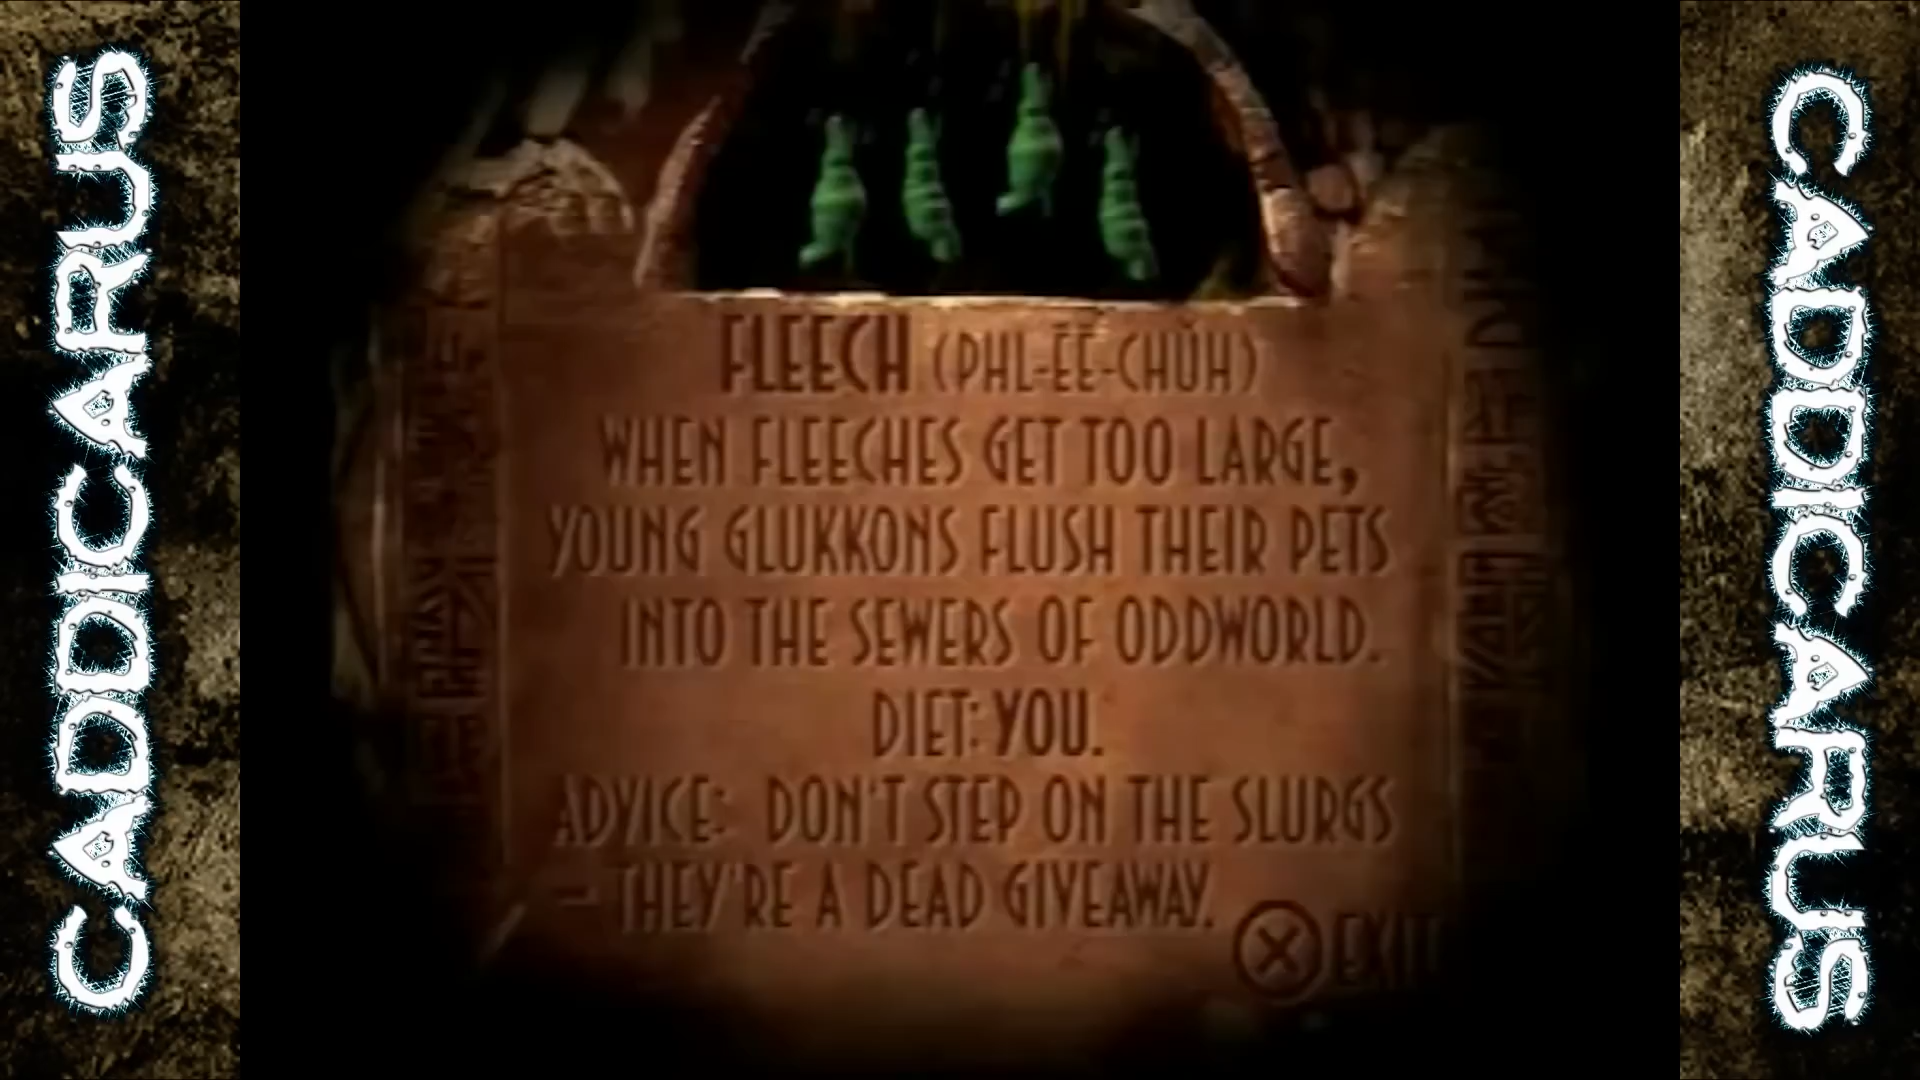 CADDICARUS
FLEECH (PHL-ĒĒ-CHŬH)
WHEN FLEECHES GET TOO LARGE,
YOUNG GLUKKONS FLUSH THEIR PETS
INTO THE SEWERS OF ODDWORLD.
DIET: YOU.
ADVICE: DON'T STEP ON THE SLURGS
- THEY'RE A DEAD GIVEAWAY.
X EXIT
CADDICARUS